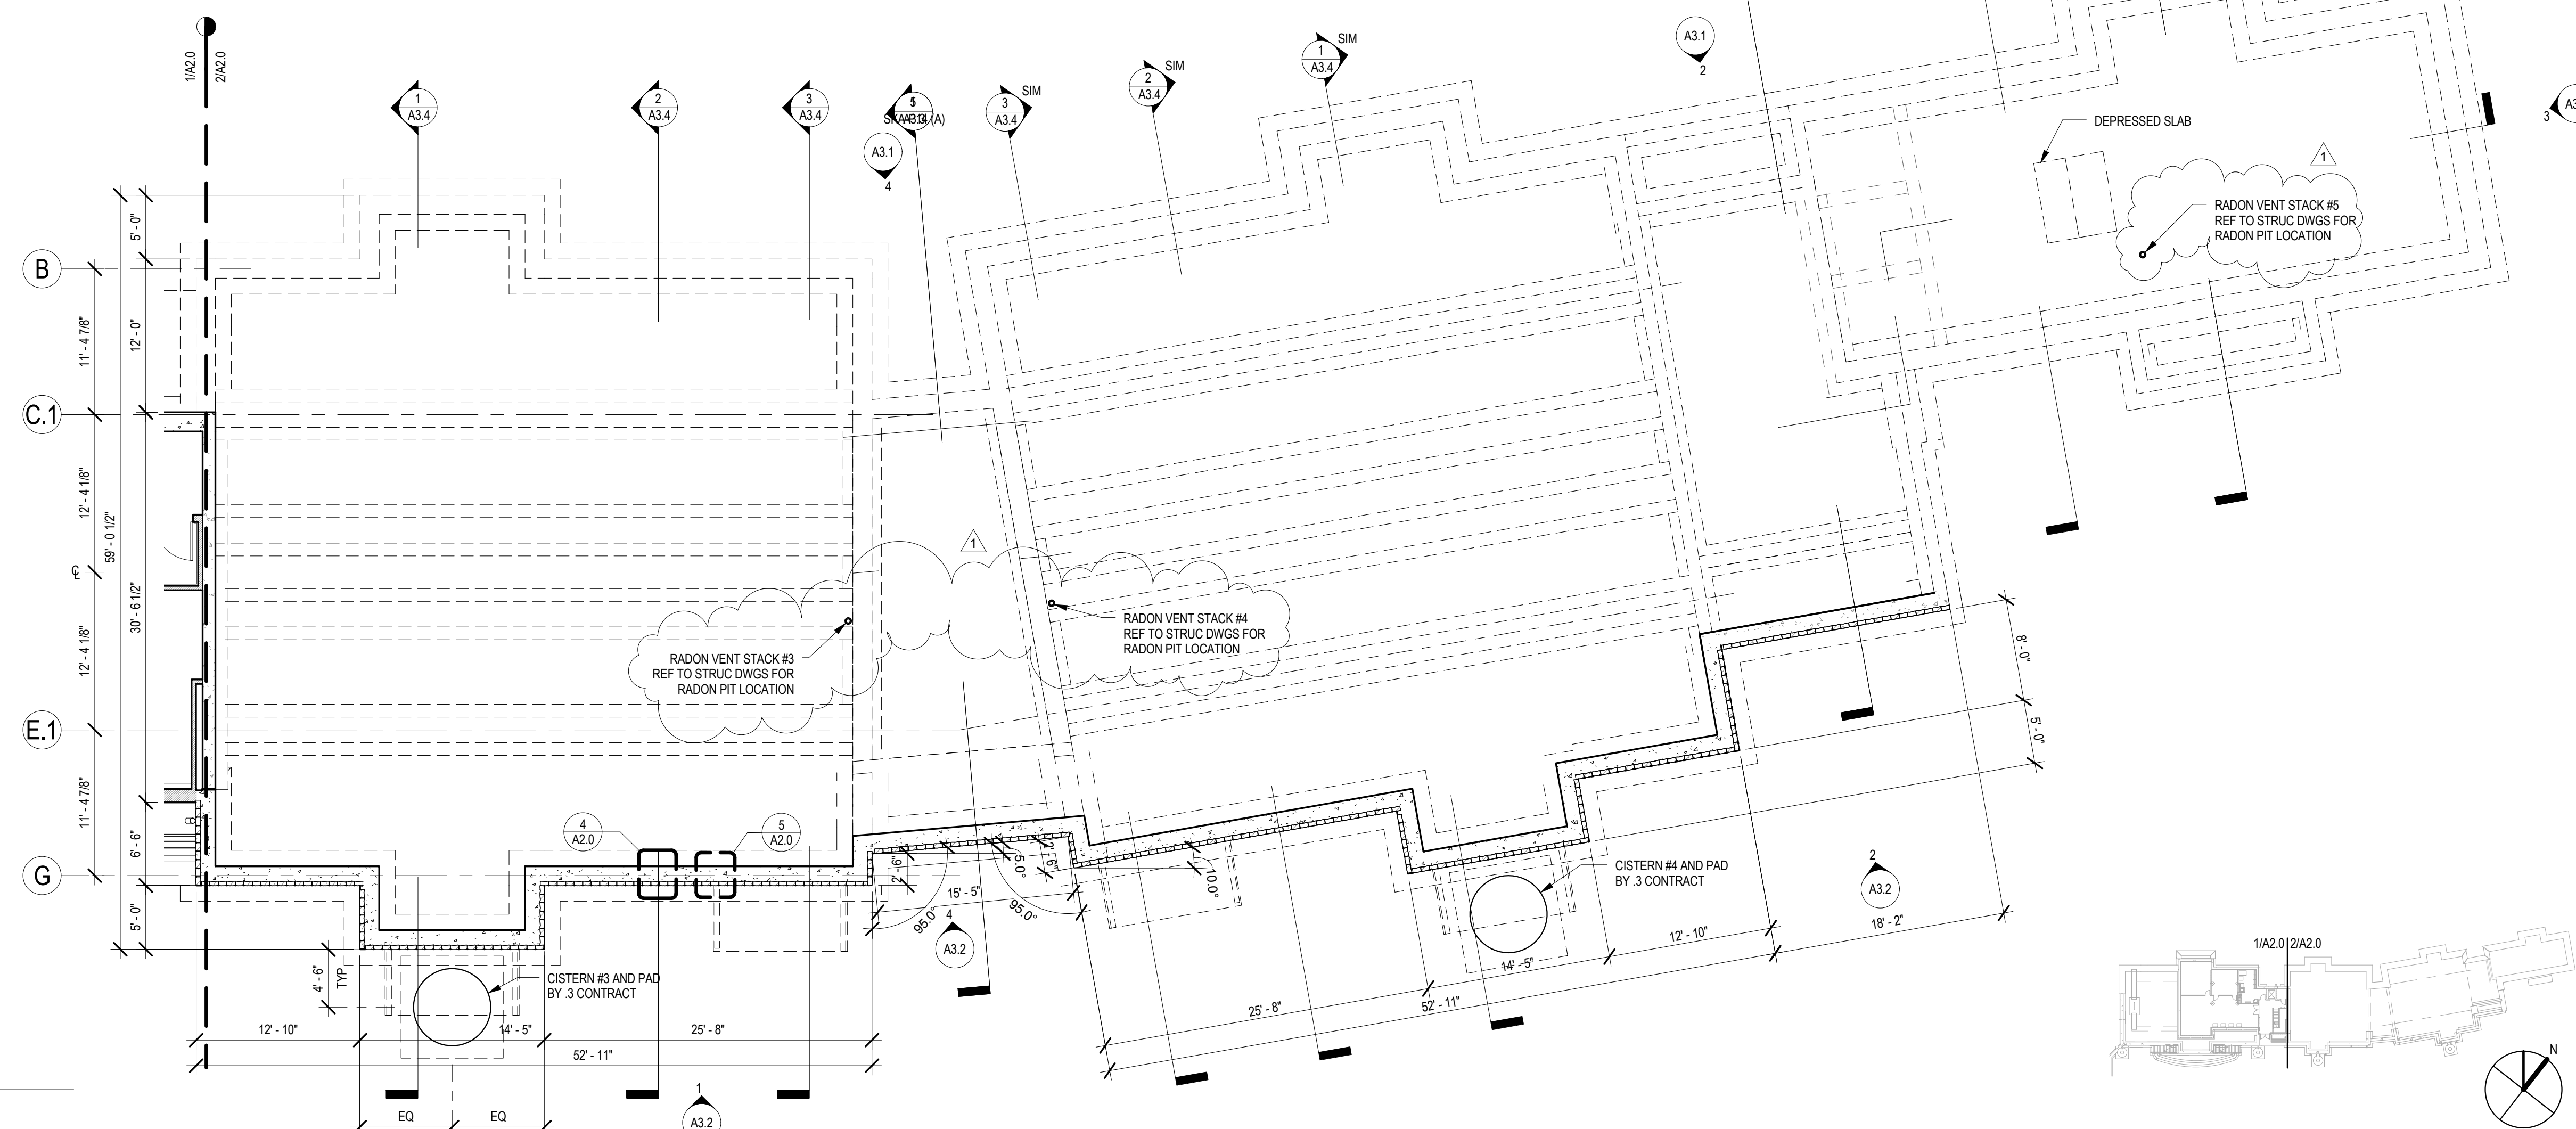 1/A2.0
2/A2.0
1
A3.4
2
A3.4
3
A3.4
A3.1
4
3
A3.4
SIM
2
A3.4
SIM
1
A3.4
SIM
A3.1
2
3
DEPRESSED SLAB
1
RADON VENT STACK #5
REF TO STRUC DWGS FOR
RADON PIT LOCATION
B
C.1
E.1
G
5' - 0"
12' - 0"
11' - 4 7/8"
12' - 4 1/8"
59' - 0 1/2"
30' - 6 1/2"
12' - 4 1/8"
11' - 4 7/8"
6' - 6"
5' - 0"
1
RADON VENT STACK #3
REF TO STRUC DWGS FOR
RADON PIT LOCATION
RADON VENT STACK #4
REF TO STRUC DWGS FOR
RADON PIT LOCATION
4
A2.0
5
A2.0
2' - 9"
15' - 5"
5.0°
2' - 6"
95.0°
95.0°
10.0°
4
A3.2
CISTERN #3 AND PAD
BY .3 CONTRACT
4' - 6"
TYP
12' - 10"
14' - 5"
25' - 8"
52' - 11"
EQ
EQ
1
A3.2
CISTERN #4 AND PAD
BY .3 CONTRACT
2
A3.2
8' - 0"
5' - 0"
25' - 8"
14' - 5"
12' - 10"
18' - 2"
52' - 11"
1/A2.0
2/A2.0
N